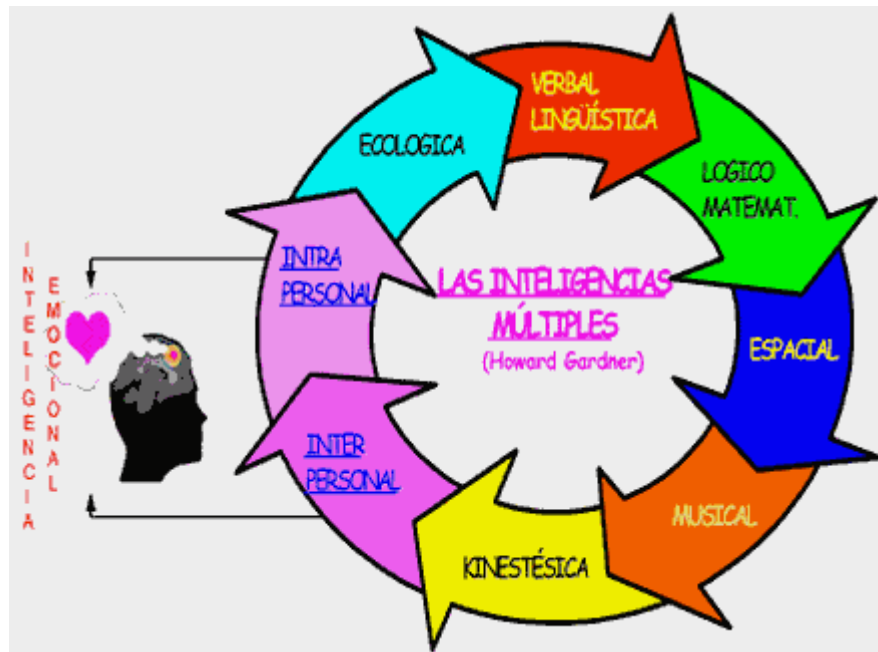 VERBAL
LINGÜÍSTICA
LOGICO
MATEMAT.
ESPACIAL
MUSICAL
KINESTÉSICA
INTER
PERSONAL
INTRA
PERSONAL
ECOLOGICA
LAS INTELIGENCIAS
MÚLTIPLES
(Howard Gardner)
INTELIGENCIA
EMOCIONAL